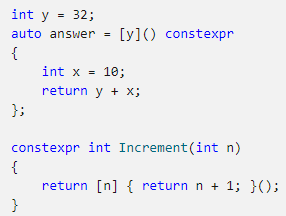 int y = 32;
auto answer = [y]() constexpr
{
    int x = 10;
    return y + x;
};

constexpr int Increment(int n)
{
    return [n] { return n + 1; }();
}